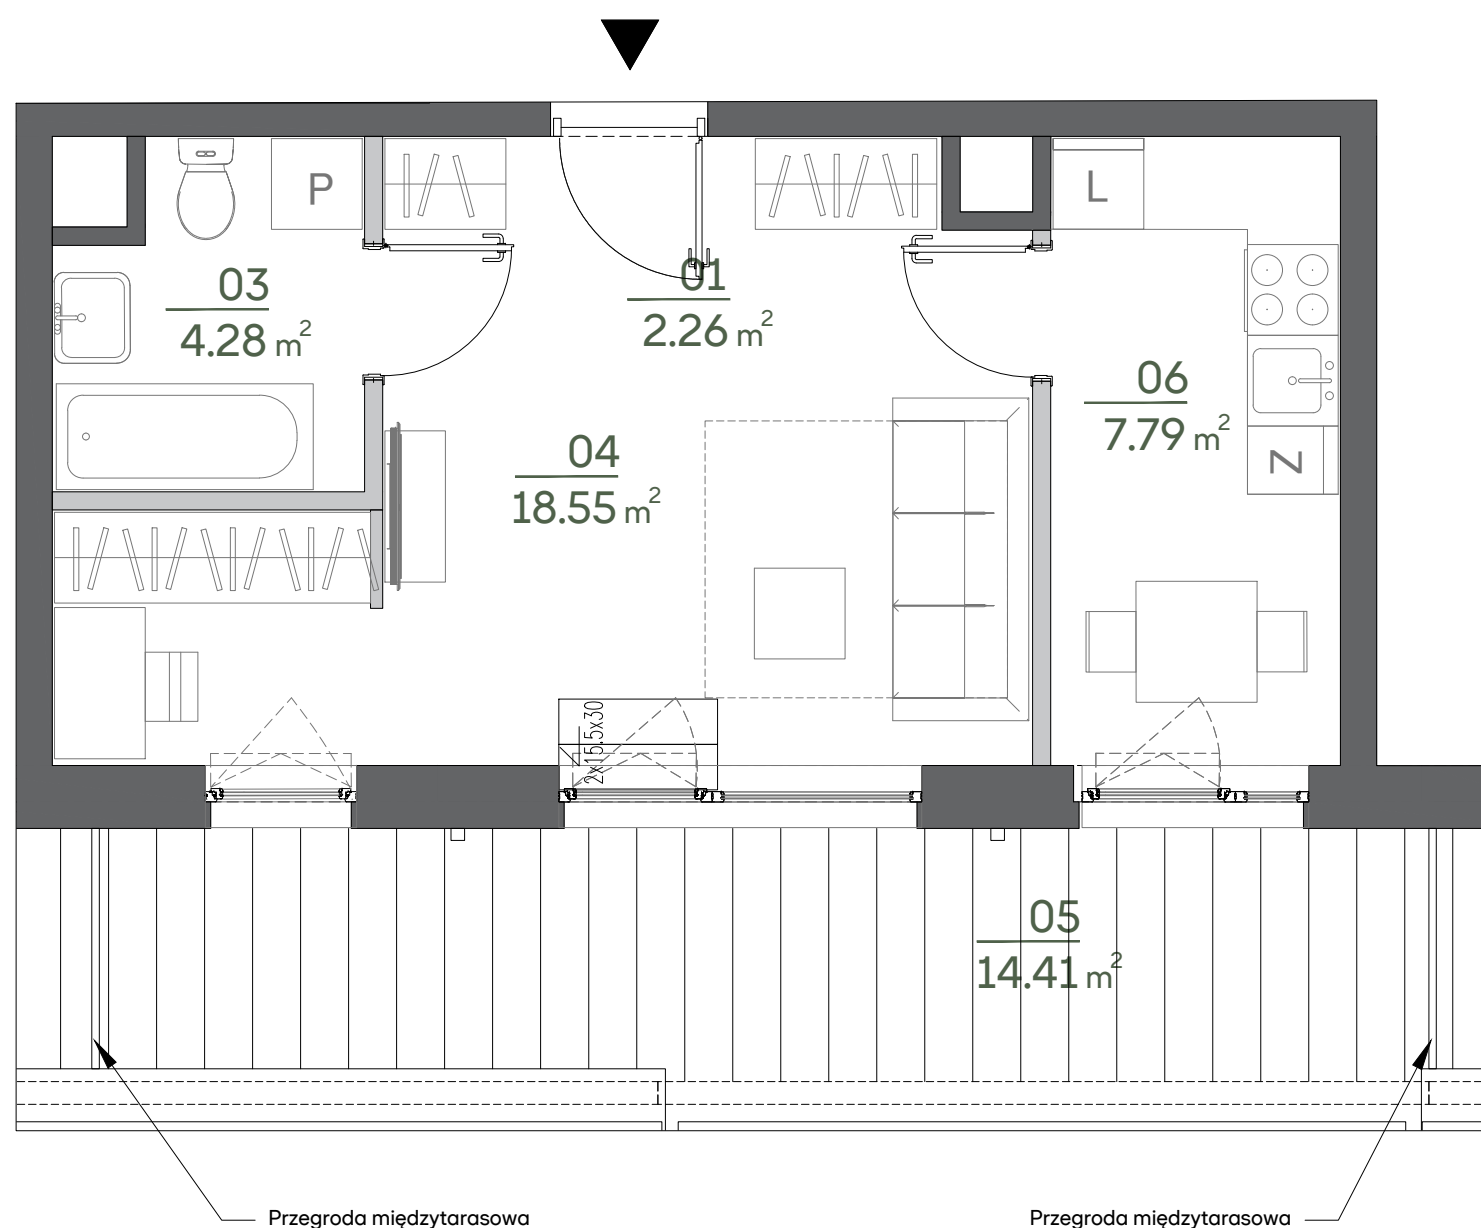 P
L
03
4.28 m²
01
2.26 m²
06
7.79 m²
04
18.55 m²
N
2x15.5x30
05
14.41 m²
Przegroda międzytarasowa
Przegroda międzytarasowa